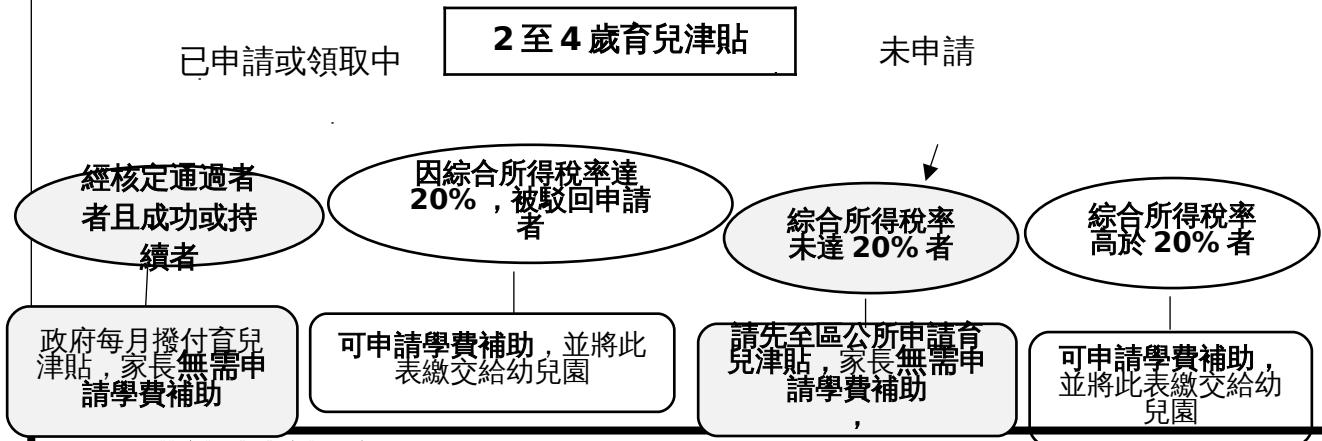 2 至 4 歲育兒津貼
已申請或領取中
未申請
經核定通過者
者且成功或持
續者
因綜合所得稅率達
20% ，被駁回申請
者
綜合所得稅率
未達 20% 者
綜合所得稅率
高於 20% 者
政府每月撥付育兒
津貼，家長無需申
請學費補助
可申請學費補助，並將此
表繳交給幼兒園
請先至區公所申請育
兒津貼，家長無需申
請學費補助
，
可申請學費補助，
並將此表繳交給幼
兒園